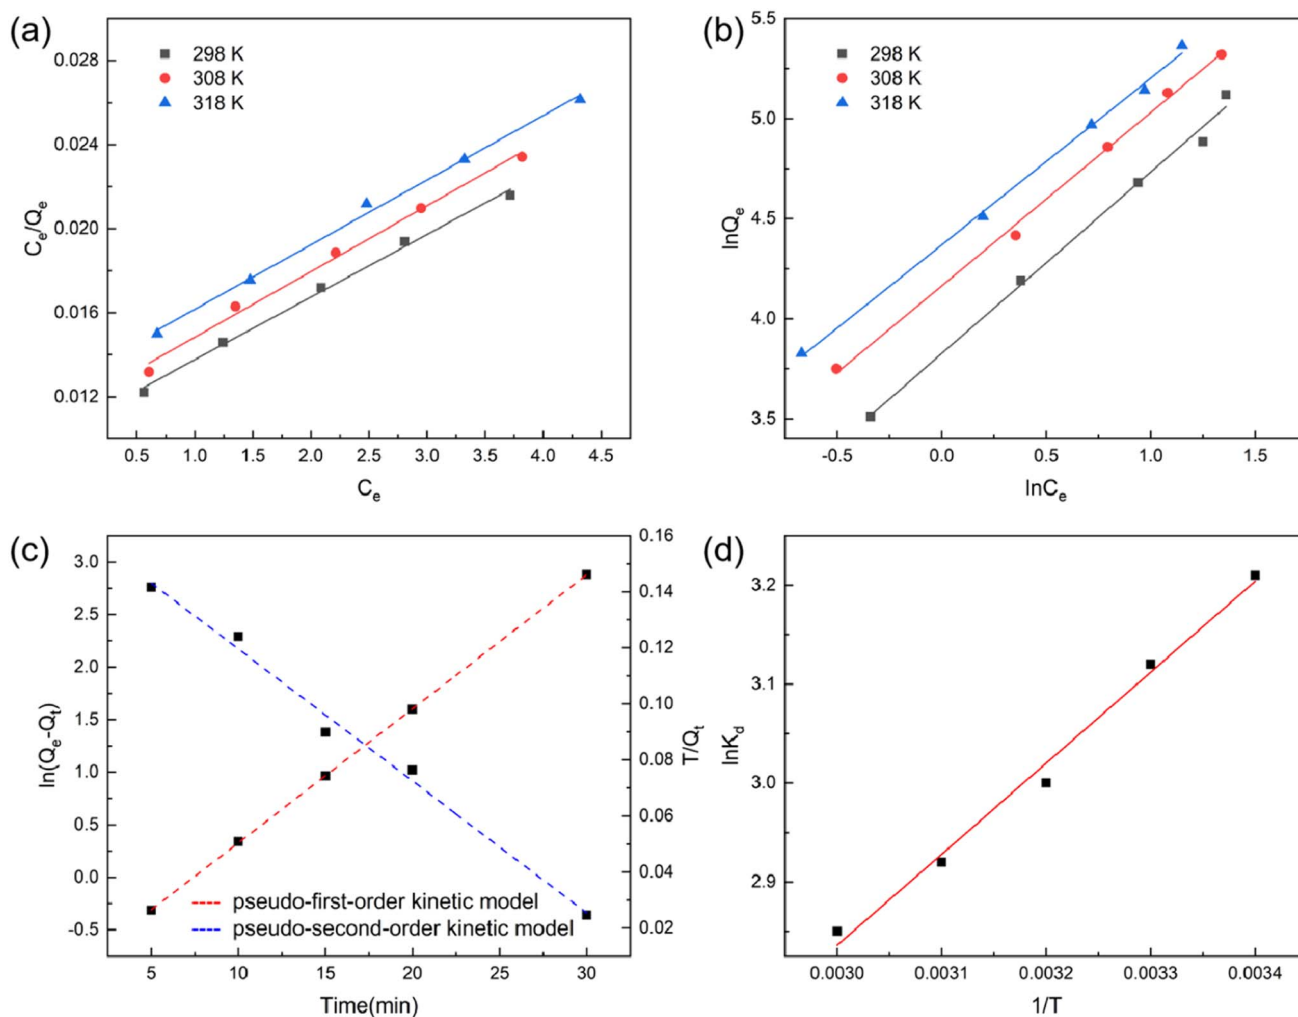 (a)
298 K
308 K
318 K
0.028
0.024
0.020
0.016
0.012
Ce/Qe
0.5 1.0 1.5 2.0 2.5 3.0 3.5 4.0 4.5
Ce
(b)
298 K
308 K
318 K
5.5
5.0
4.5
4.0
3.5
lnQe
-0.5 0.0 0.5 1.0 1.5
lnCe
(c)
3.0
2.5
2.0
1.5
1.0
0.5
0.0
-0.5
ln(Qe-Qt)
0.16
0.14
0.12
0.10
0.08
0.06
0.04
0.02
T/Qt
pseudo-first-order kinetic model
pseudo-second-order kinetic model
5 10 15 20 25 30
Time(min)
(d)
3.2
3.1
3.0
2.9
lnKd
0.0030 0.0031 0.0032 0.0033 0.0034
1/T